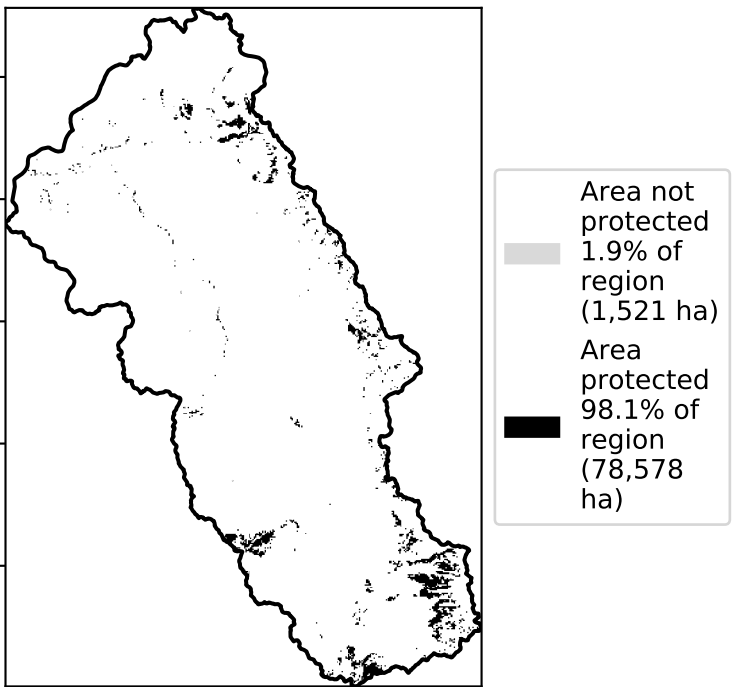 Area not
protected
1.9% of
region
(1,521 ha)
Area
protected
98.1% of
region
(78,578
ha)